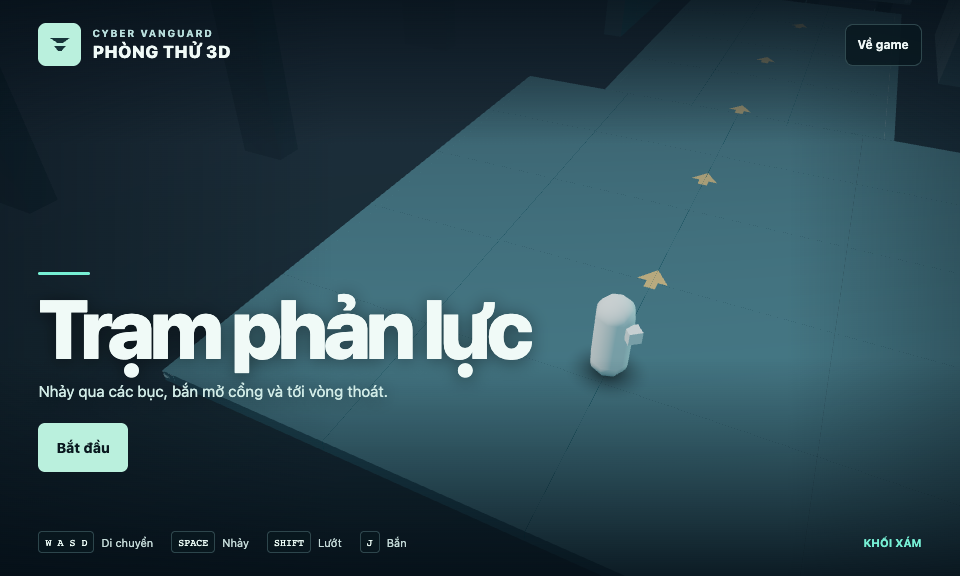 CYBER VANGUARD
PHÒNG THỬ 3D
Về game
Trạm phản lực
Nhảy qua các bục, bắn mở cổng và tới vòng thoát.
Bắt đầu
W A S D Di chuyển SPACE Nhảy SHIFT Lướt J Bắn
KHỐI XÁM